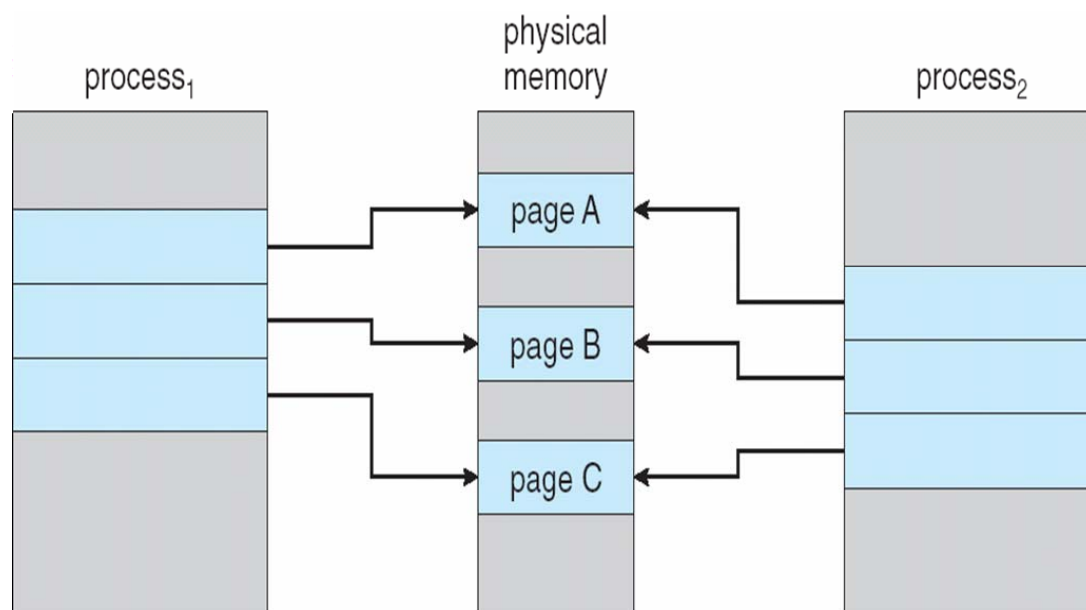 process₁
physical
memory
process₂
page A
page B
page C